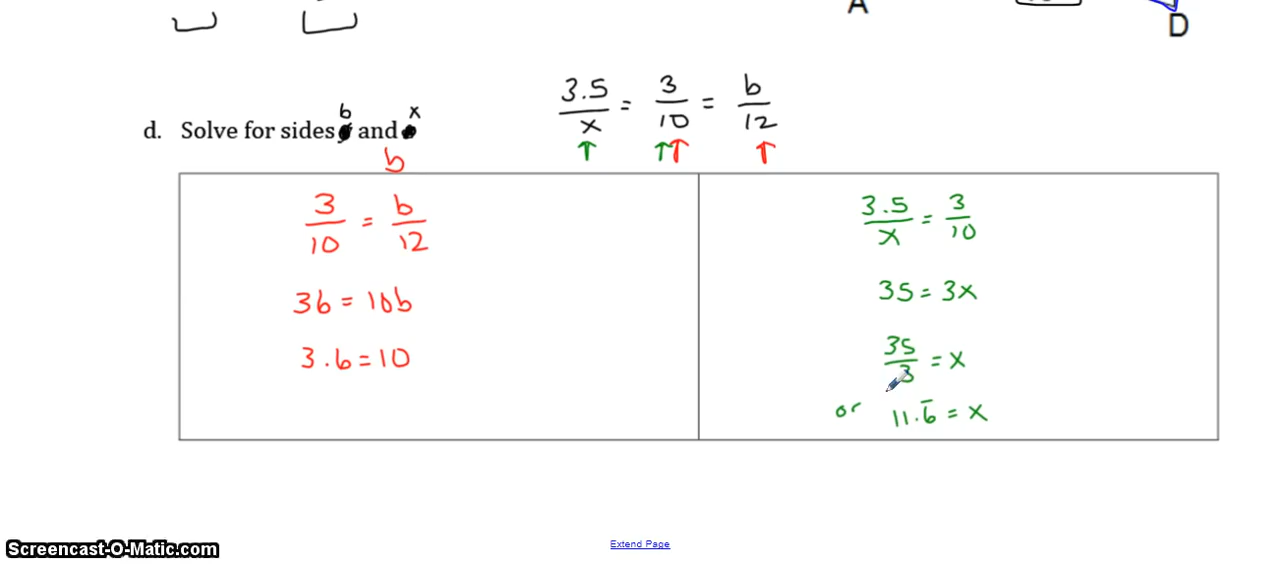 A
D
3.5/x = 3/10 = b/12
b x
d. Solve for sides and
b
3/10 = b/12
36 = 10b
3.6 = 10
3.5/x = 3/10
35 = 3x
35/3 = x
or 11.6̅ = x
Screencast-O-Matic.com
Extend Page